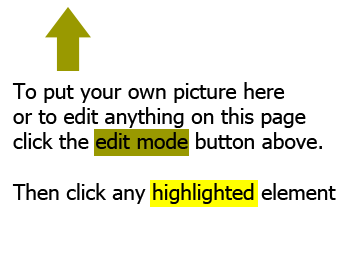 To put your own picture here
or to edit anything on this page
click the edit mode button above.
Then click any highlighted element